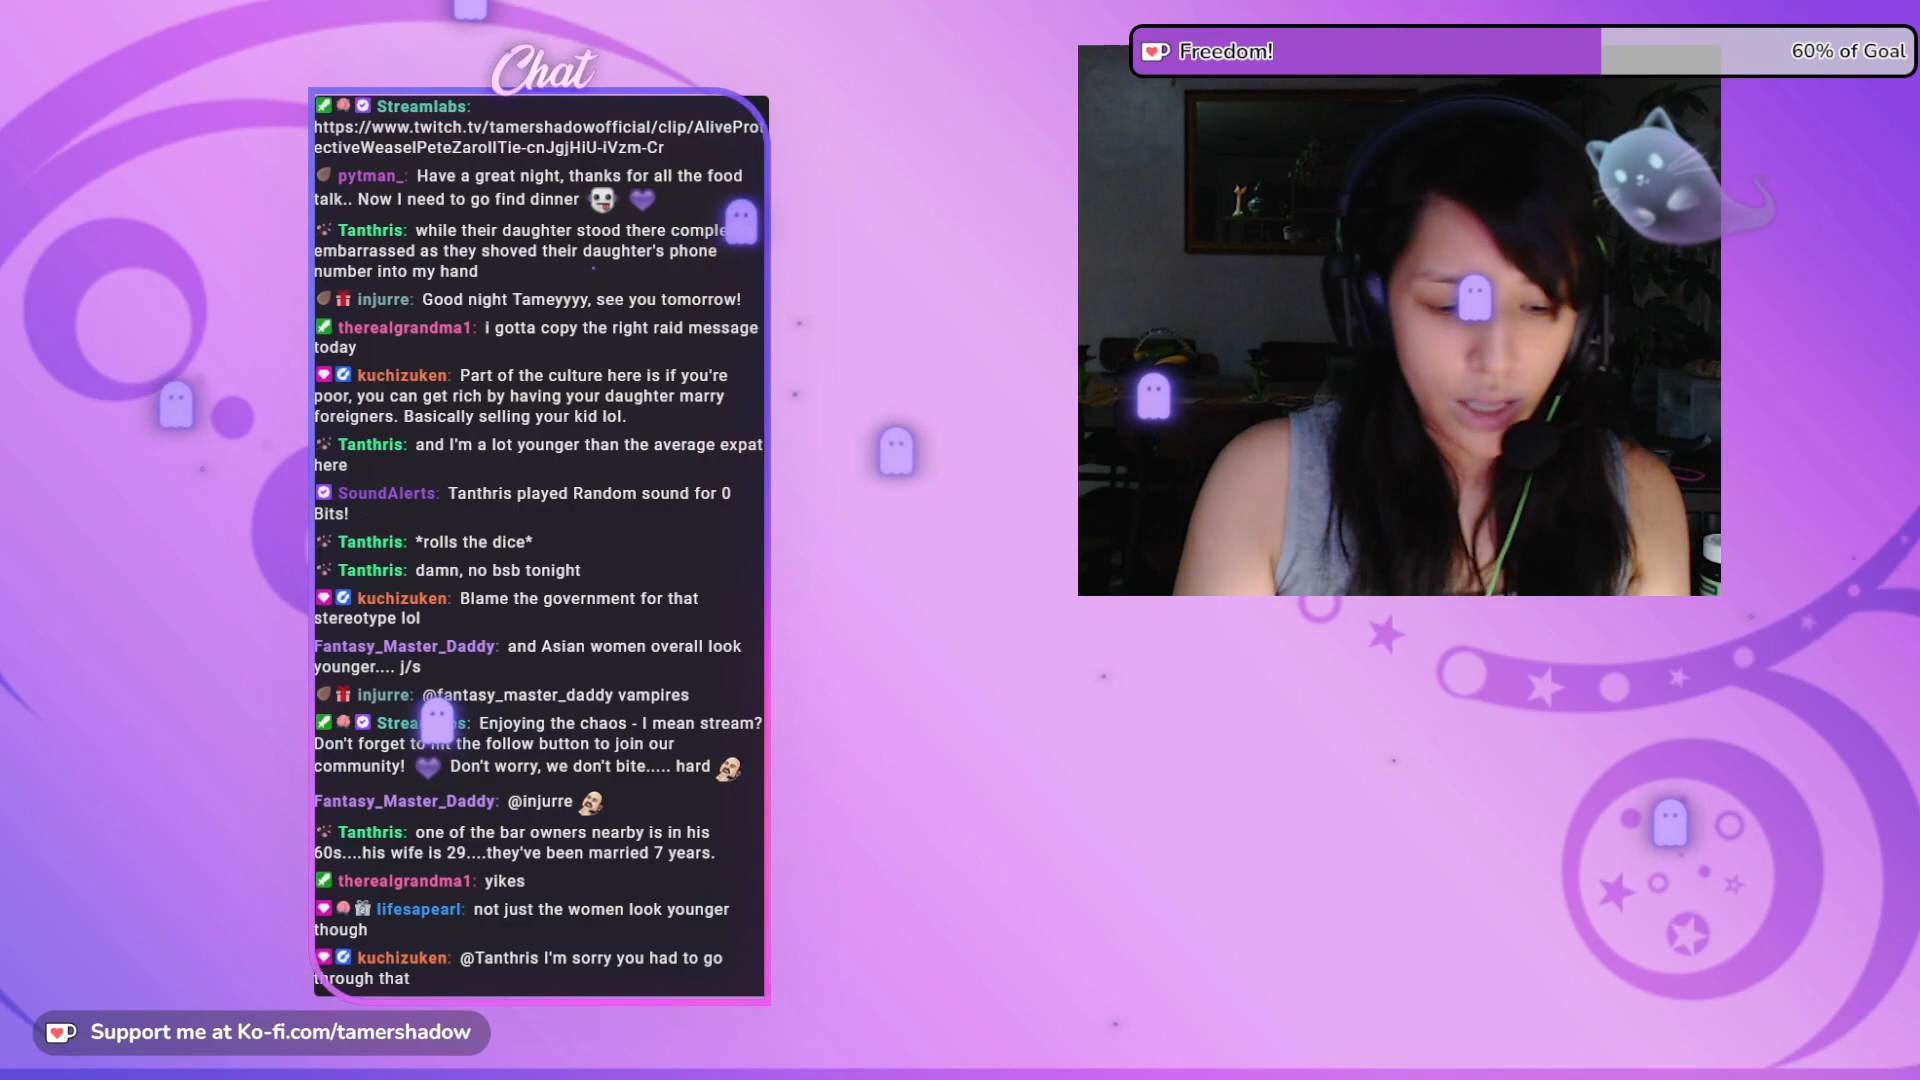 Chat
Freedom!
60% of Goal
Streamlabs:
https://www.twitch.tv/tamershadowofficial/clip/AliveProt
ectiveWeaselPeteZarollTie-cnJgjHiU-iVzm-Cr
pytman_: Have a great night, thanks for all the food
talk.. Now I need to go find dinner
Tanthris: while their daughter stood there
embarrassed as they shoved their daughter's phone
number into my hand
injurre: Good night Tameyyyy, see you tomorrow!
therealgrandma1: i gotta copy the right raid message
today
kuchizuken: Part of the culture here is if you're
poor, you can get rich by having your daughter marry
foreigners. Basically selling your kid lol.
Tanthris: and I'm a lot younger than the average expat
here
SoundAlerts: Tanthris played Random sound for 0
Bits!
Tanthris: *rolls the dice*
Tanthris: damn, no bsb tonight
kuchizuken: Blame the government for that
stereotype lol
Fantasy_Master_Daddy: and Asian women overall look
younger.... j/s
injurre: @fantasy_master_daddy vampires
Streamlabs: Enjoying the chaos - I mean stream?
Don't forget to hit the follow button to join our
community! Don't worry, we don't bite..... hard
Fantasy_Master_Daddy: @injurre
Tanthris: one of the bar owners nearby is in his
60s....his wife is 29....they've been married 7 years.
therealgrandma1: yikes
lifesapearl: not just the women look younger
though
kuchizuken: @Tanthris I'm sorry you had to go
through that
Support me at Ko-fi.com/tamershadow